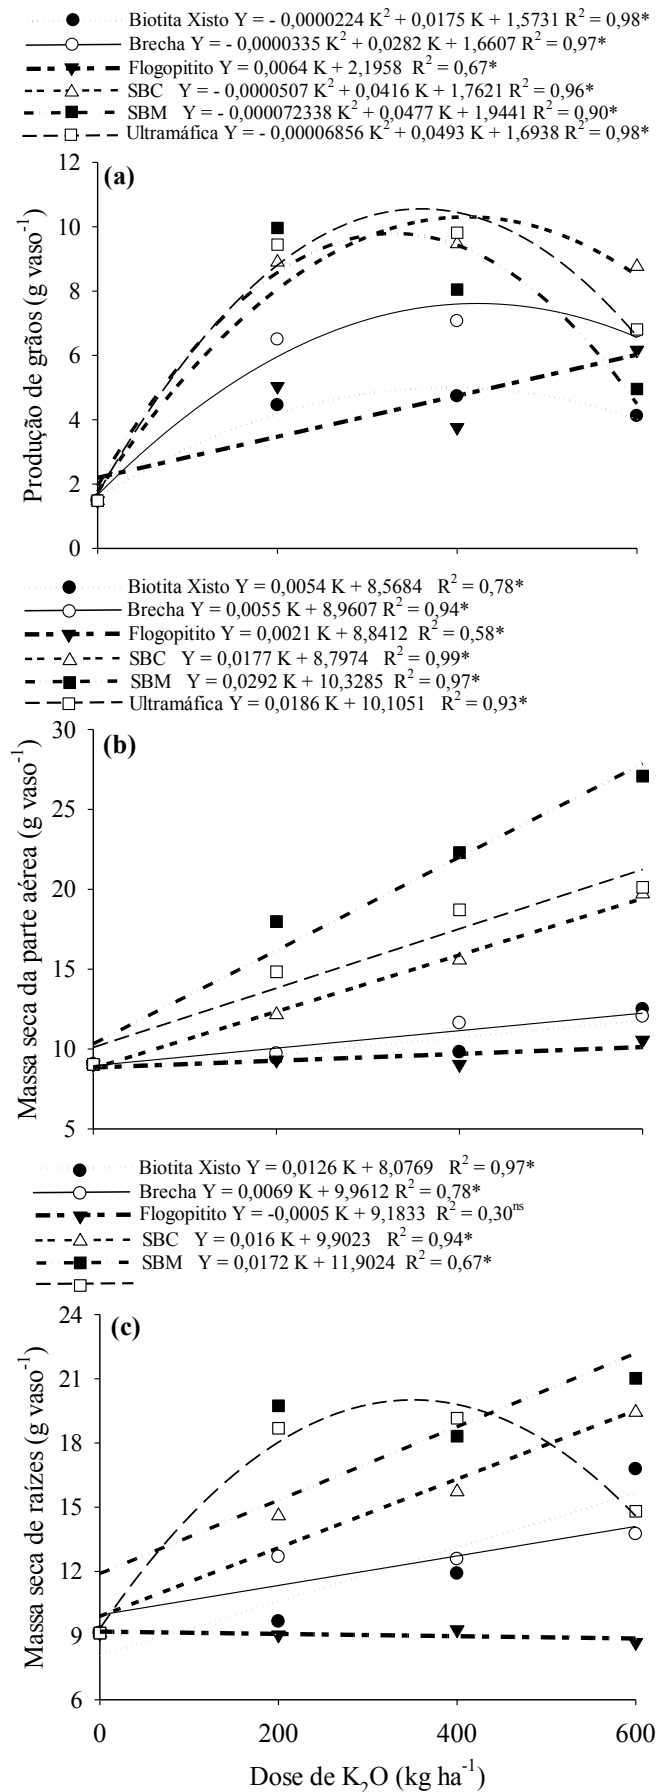 Biotita Xisto Y = - 0,0000224 K² + 0,0175 K + 1,5731 R² = 0,98*
Brecha Y = - 0,0000335 K² + 0,0282 K + 1,6607 R² = 0,97*
Flogopitito Y = 0,0064 K + 2,1958 R² = 0,67*
SBC Y = -0,0000507 K² + 0,0416 K + 1,7621 R² = 0,96*
SBM Y = -0,000072338 K² + 0,0477 K + 1,9441 R² = 0,90*
Ultramáfica Y = - 0,00006856 K² + 0,0493 K + 1,6938 R² = 0,98*
12
(a)
10
8
6
4
2
0
Produção de grãos (g vaso⁻¹)
Biotita Xisto Y = 0,0054 K + 8,5684 R² = 0,78*
Brecha Y = 0,0055 K + 8,9607 R² = 0,94*
Flogopitito Y = 0,0021 K + 8,8412 R² = 0,58*
SBC Y = 0,0177 K + 8,7974 R² = 0,99*
SBM Y = 0,0292 K + 10,3285 R² = 0,97*
Ultramáfica Y = 0,0186 K + 10,1051 R² = 0,93*
30
(b)
25
20
15
10
5
Massa seca da parte aérea (g vaso⁻¹)
Biotita Xisto Y = 0,0126 K + 8,0769 R² = 0,97*
Brecha Y = 0,0069 K + 9,9612 R² = 0,78*
Flogopitito Y = -0,0005 K + 9,1833 R² = 0,30ⁿˢ
SBC Y = 0,016 K + 9,9023 R² = 0,94*
SBM Y = 0,0172 K + 11,9024 R² = 0,67*
24
(c)
21
18
15
12
9
6
Massa seca de raízes (g vaso⁻¹)
0 200 400 600
Dose de K₂O (kg ha⁻¹)